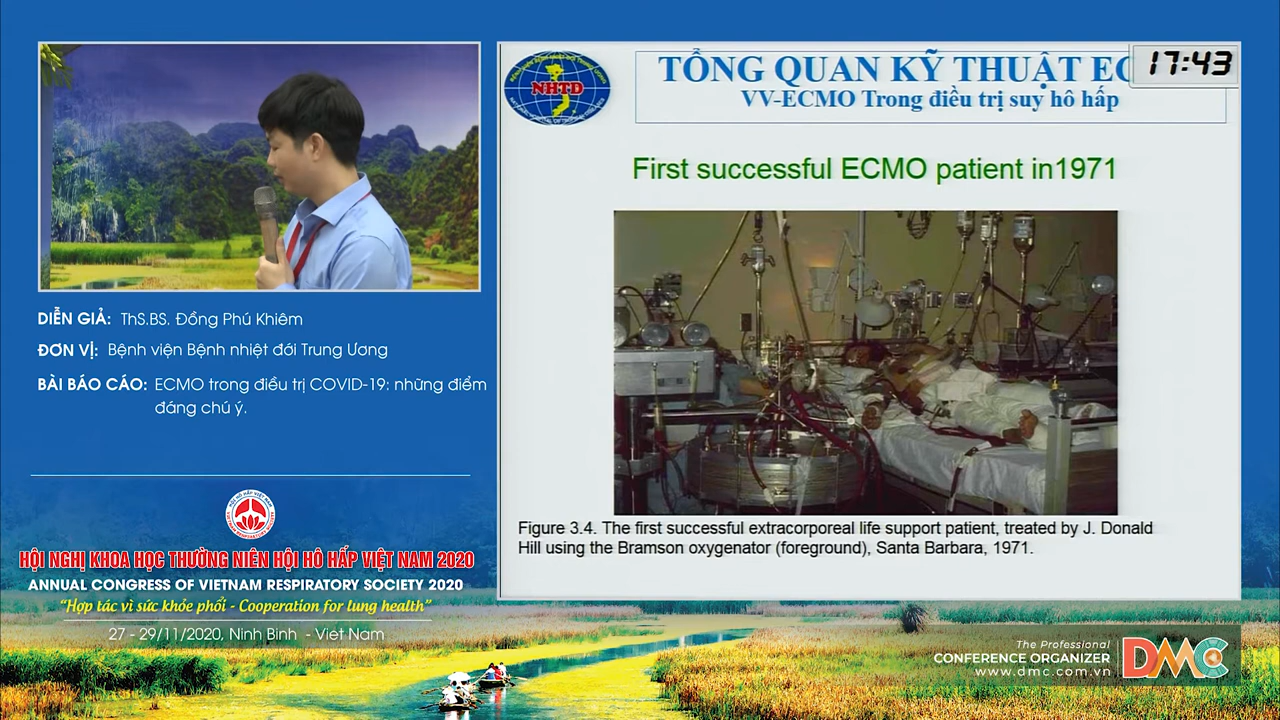 DIỄN GIẢ: ThS.BS. Đồng Phú Khiêm
ĐƠN VỊ: Bệnh viện Bệnh nhiệt đới Trung Ương
BÀI BÁO CÁO: ECMO trong điều trị COVID-19: những điểm
đáng chú ý.
HỘI HÔ HẤP VIỆT NAM
HỘI NGHỊ KHOA HỌC THƯỜNG NIÊN HỘI HÔ HẤP VIỆT NAM 2020
ANNUAL CONGRESS OF VIETNAM RESPIRATORY SOCIETY 2020
“Hợp tác vì sức khỏe phổi - Cooperation for lung health”
27 - 29/11/2020, Ninh Binh - Viet Nam
NHTD
TỔNG QUAN KỸ THUẬT EC
17:43
VV-ECMO Trong điều trị suy hô hấp
First successful ECMO patient in1971
Figure 3.4. The first successful extracorporeal life support patient, treated by J. Donald
Hill using the Bramson oxygenator (foreground), Santa Barbara, 1971.
The Professional
CONFERENCE ORGANIZER
www.dmc.com.vn
DMC